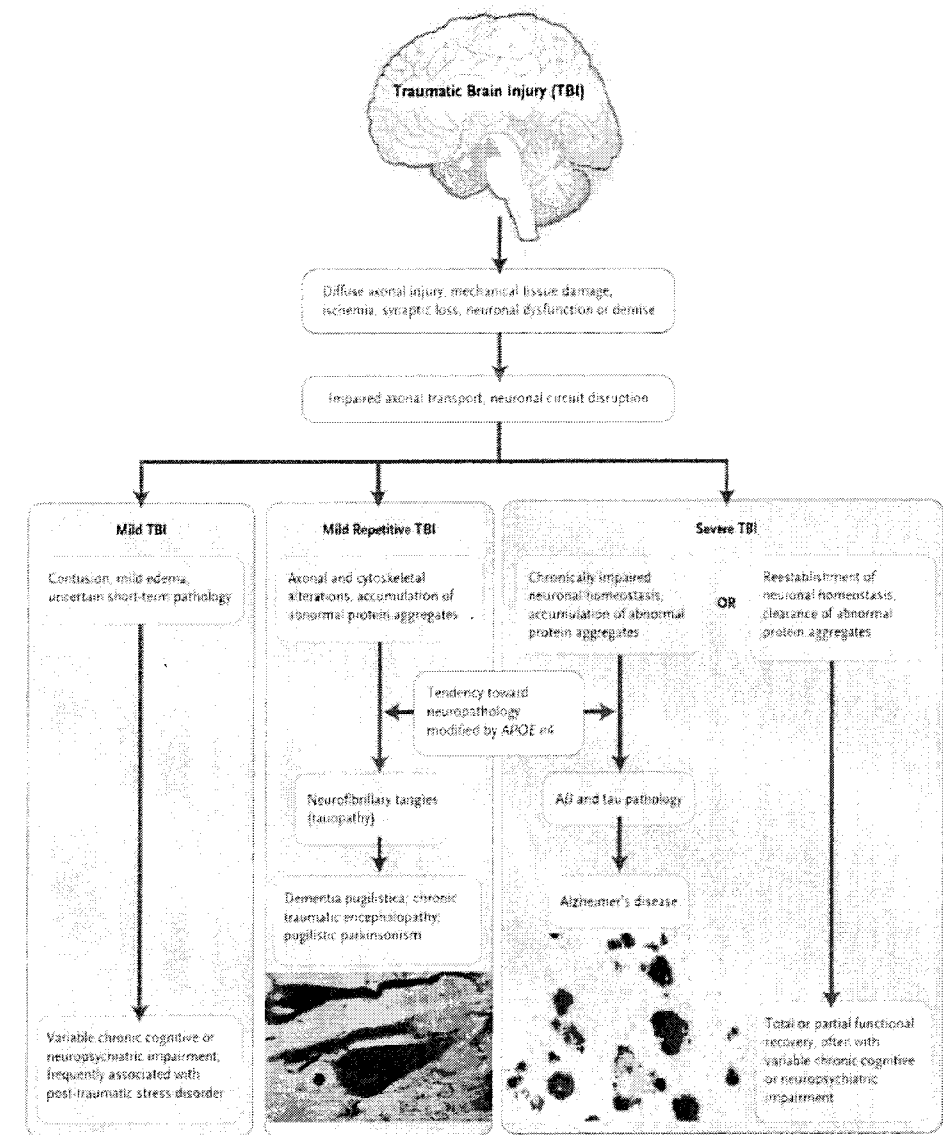 Traumatic Brain Injury (TBI)
Diffuse axonal injury, mechanical tissue damage,
ischemia, synaptic loss, neuronal dysfunction or demise
Impaired axonal transport, neuronal circuit disruption
Mild TBI
Contusion, mild edema,
uncertain short-term pathology
Variable chronic cognitive or
neuropsychiatric impairment,
frequently associated with
post-traumatic stress disorder
Mild Repetitive TBI
Axonal and cytoskeletal
alterations, accumulation of
abnormal protein aggregates
Tendency toward
neuropathology
modified by APOE ε4
Neurofibrillary tangles
(tauopathy)
Dementia pugilistica; chronic
traumatic encephalopathy;
pugilistic parkinsonism
Severe TBI
Chronically impaired
neuronal homeostasis,
accumulation of abnormal
protein aggregates
OR
Reestablishment of
neuronal homeostasis,
clearance of abnormal
protein aggregates
and tau pathology
Alzheimer's disease
Total or partial functional
recovery, often with
variable chronic cognitive
or neuropsychiatric
impairment